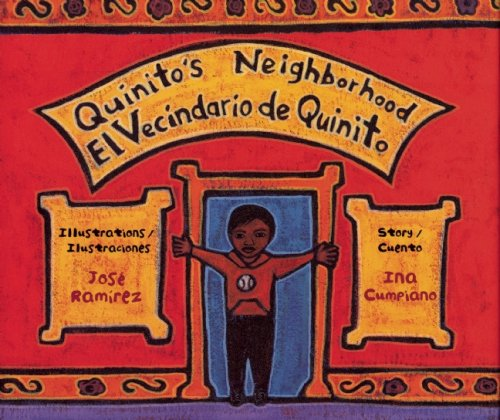 Quinito's Neighborhood
El Vecindario de Quinito
Illustrations/
Ilustraciones
José
Ramírez
Story/
Cuento
Ina
Cumpiano